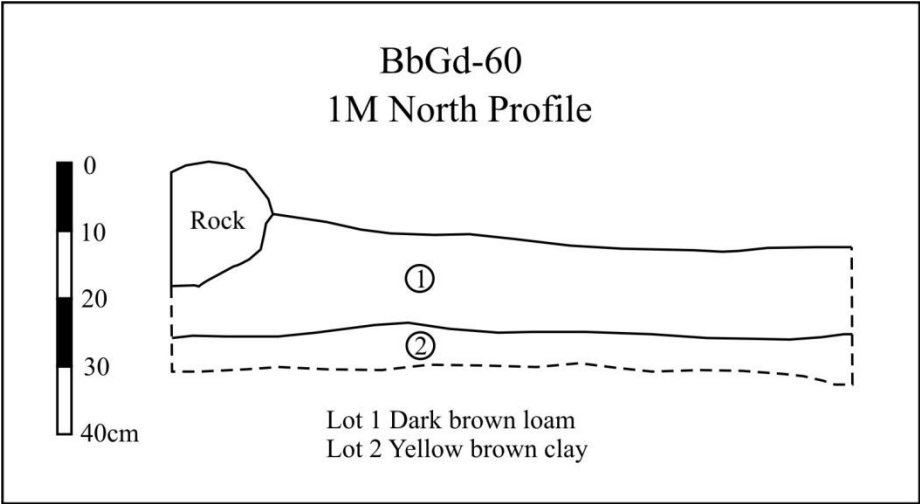 BbGd-60
1M North Profile
0
Rock
10
1
20
2
30
40cm
Lot 1 Dark brown loam
Lot 2 Yellow brown clay